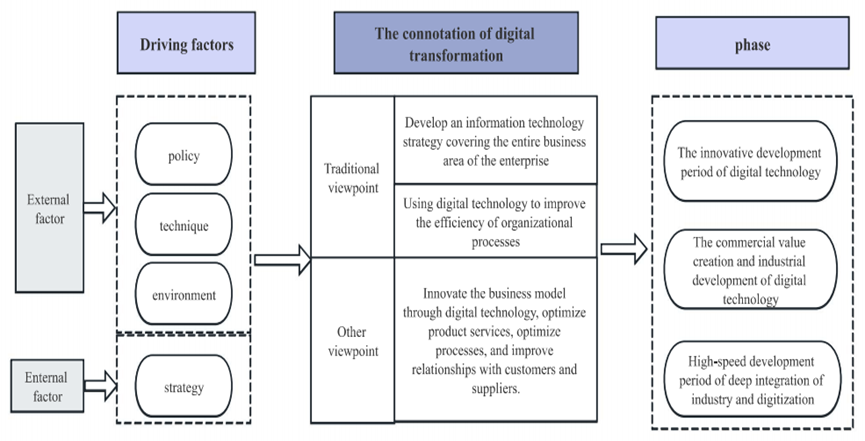 Driving factors
The connotation of digital
transformation
phase
External
factor
policy
technique
environment
Enternal
factor
strategy
Traditional
viewpoint
Develop an information technology
strategy covering the entire business
area of the enterprise
Using digital technology to improve
the efficiency of organizational
processes
Other
viewpoint
Innovate the business model
through digital technology, optimize
product services, optimize
processes, and improve
relationships with customers and
suppliers.
The innovative development
period of digital technology
The commercial value
creation and industrial
development of digital
technology
High-speed development
period of deep integration of
industry and digitization